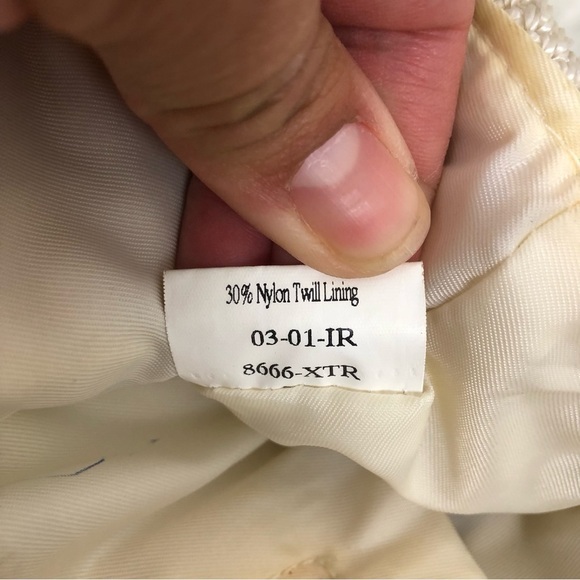 30% Nylon Twill Lining
03-01-IR
8666-XTR